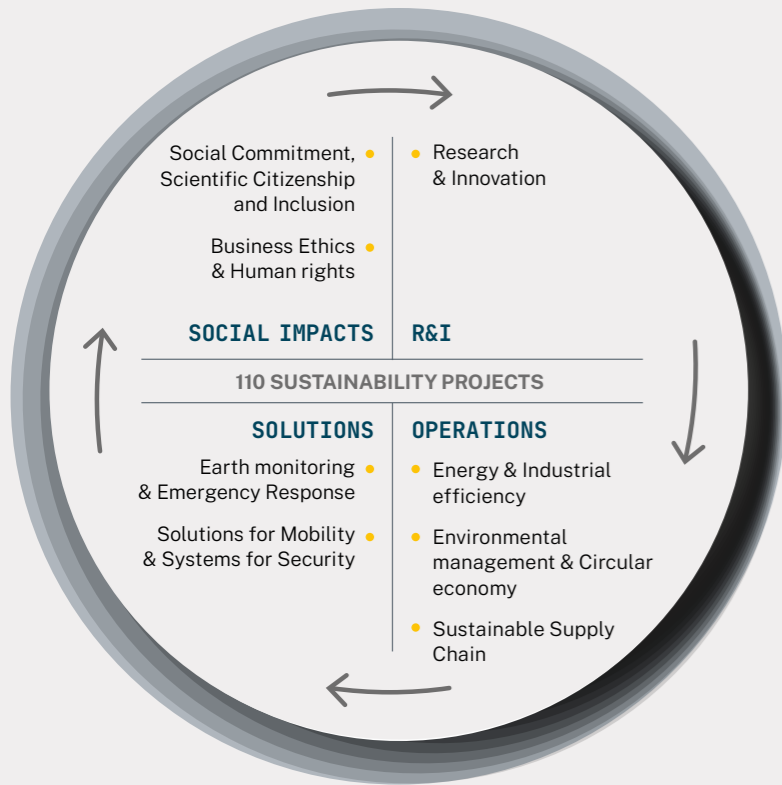 Social Commitment,
Scientific Citizenship
and Inclusion
Business Ethics
& Human rights
SOCIAL IMPACTS
Research
& Innovation
R&I
110 SUSTAINABILITY PROJECTS
SOLUTIONS
Earth monitoring
& Emergency Response
Solutions for Mobility
& Systems for Security
OPERATIONS
Energy & Industrial
efficiency
Environmental
management & Circular
economy
Sustainable Supply
Chain